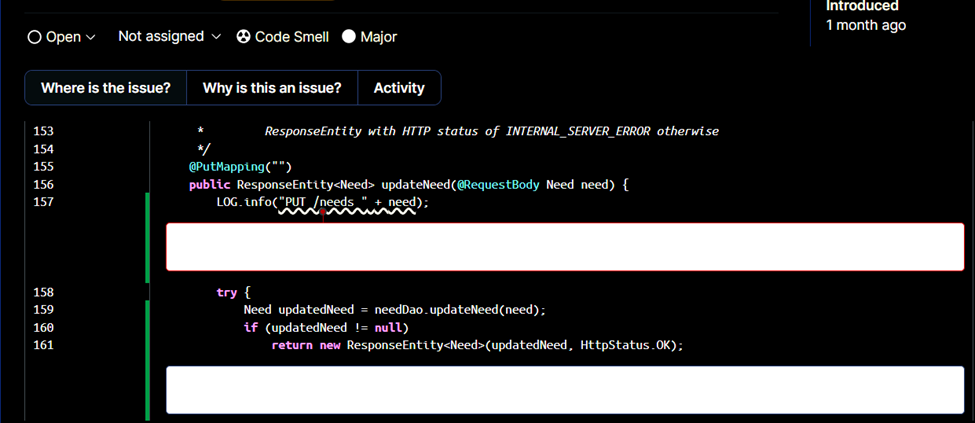 Introduced
1 month ago
Open Not assigned Code Smell Major
Where is the issue? Why is this an issue? Activity
153 * ResponseEntity with HTTP status of INTERNAL_SERVER_ERROR otherwise
154 */
155 @PutMapping("")
156 public ResponseEntity<Need> updateNeed(@RequestBody Need need) {
157 LOG.info("PUT /needs " + need);
158 try {
159 Need updatedNeed = needDao.updateNeed(need);
160 if (updatedNeed != null)
161 return new ResponseEntity<Need>(updatedNeed, HttpStatus.OK);